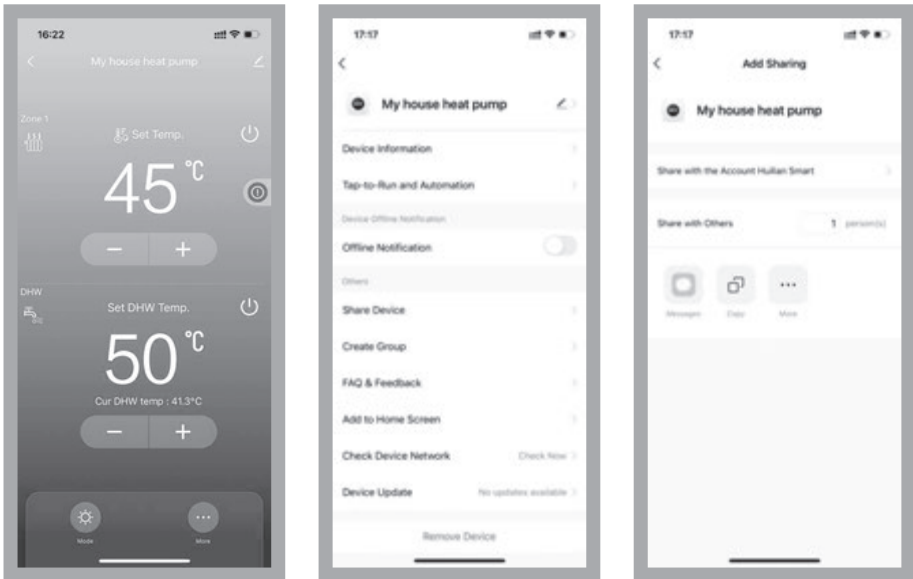 16:22
My house heat pump
Zone 1
Set Temp.
45°C
− +
DHW
Set DHW Temp.
50°C
Cur DHW temp : 41.3°C
− +
Mode
More
17:17
My house heat pump
Device Information
Tap-to-Run and Automation
Device Offline Notification
Offline Notification
Others
Share Device
Create Group
FAQ & Feedback
Add to Home Screen
Check Device Network Check Now
Device Update No updates available
Remove Device
17:17
Add Sharing
My house heat pump
Share with the Account Huilian Smart
Share with Others 1 person(s)
Messages Copy More